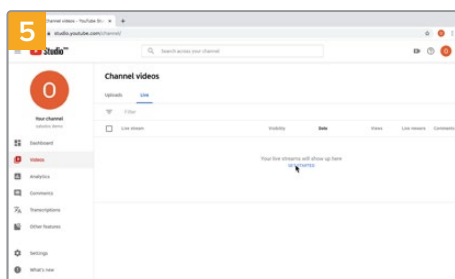 5
Channel videos - YouTube St
studio.youtube.com/channel/
Studio
Search across your channel
Channel videos
Uploads
Live
Filter
Live stream
Visibility
Date
Views
Live viewers
Comments
Your live streams will show up here
GET STARTED
O
Your channel
Dashboard
Videos
Analytics
Comments
Transcriptions
Other features
Settings
What's new